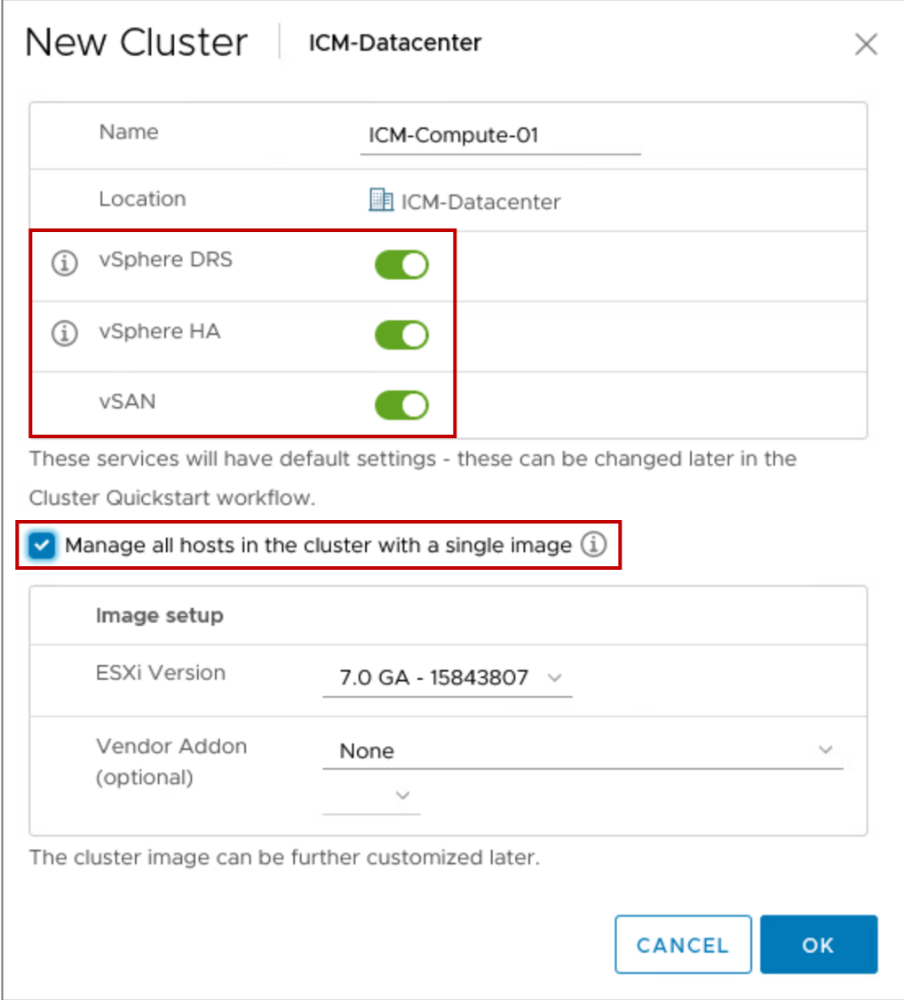 New Cluster ICM-Datacenter
Name ICM-Compute-01
Location ICM-Datacenter
vSphere DRS
vSphere HA
vSAN
These services will have default settings - these can be changed later in the
Cluster Quickstart workflow.
Manage all hosts in the cluster with a single image
Image setup
ESXi Version 7.0 GA - 15843807
Vendor Addon None
(optional)
The cluster image can be further customized later.
CANCEL OK